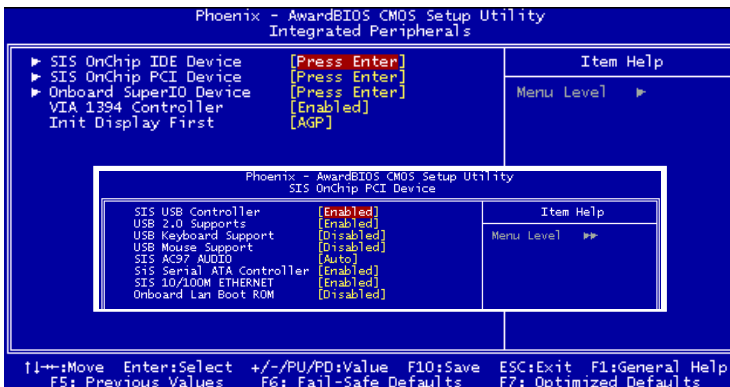 Phoenix - AwardBIOS CMOS Setup Utility
Integrated Peripherals
► SIS OnChip IDE Device [Press Enter]
► SIS OnChip PCI Device [Press Enter]
► Onboard SuperIO Device [Press Enter]
VIA 1394 Controller [Enabled]
Init Display First [AGP]
Item Help
Menu Level ►
Phoenix - AwardBIOS CMOS Setup Utility
SIS OnChip PCI Device
SIS USB Controller [Enabled]
USB 2.0 Supports [Enabled]
USB Keyboard Support [Disabled]
USB Mouse Support [Disabled]
SIS AC97 AUDIO [Auto]
SiS Serial ATA Controller [Enabled]
SIS 10/100M ETHERNET [Enabled]
Onboard Lan Boot ROM [Disabled]
Item Help
Menu Level ►►
↑↓→←:Move Enter:Select +/-/PU/PD:Value F10:Save ESC:Exit F1:General Help
F5: Previous Values F6: Fail-Safe Defaults F7: Optimized Defaults